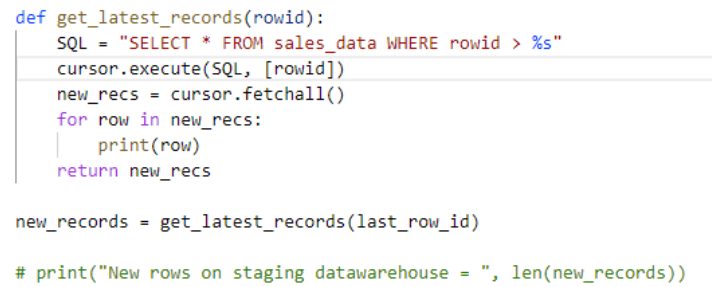 def get_latest_records(rowid):
    SQL = "SELECT * FROM sales_data WHERE rowid > %s"
    cursor.execute(SQL, [rowid])
    new_recs = cursor.fetchall()
    for row in new_recs:
        print(row)
    return new_recs

new_records = get_latest_records(last_row_id)

# print("New rows on staging datawarehouse = ", len(new_records))